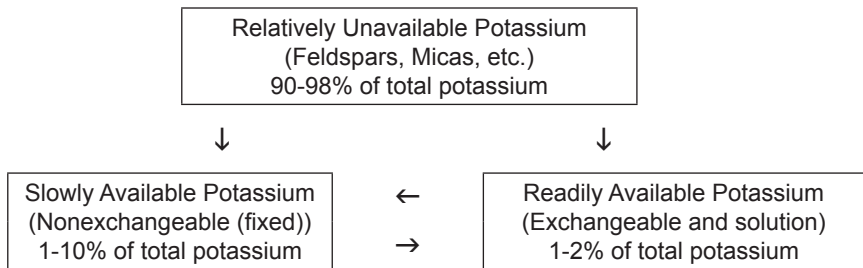 Relatively Unavailable Potassium
(Feldspars, Micas, etc.)
90-98% of total potassium
↓ ↓
Slowly Available Potassium
(Nonexchangeable (fixed))
1-10% of total potassium
←
→
Readily Available Potassium
(Exchangeable and solution)
1-2% of total potassium